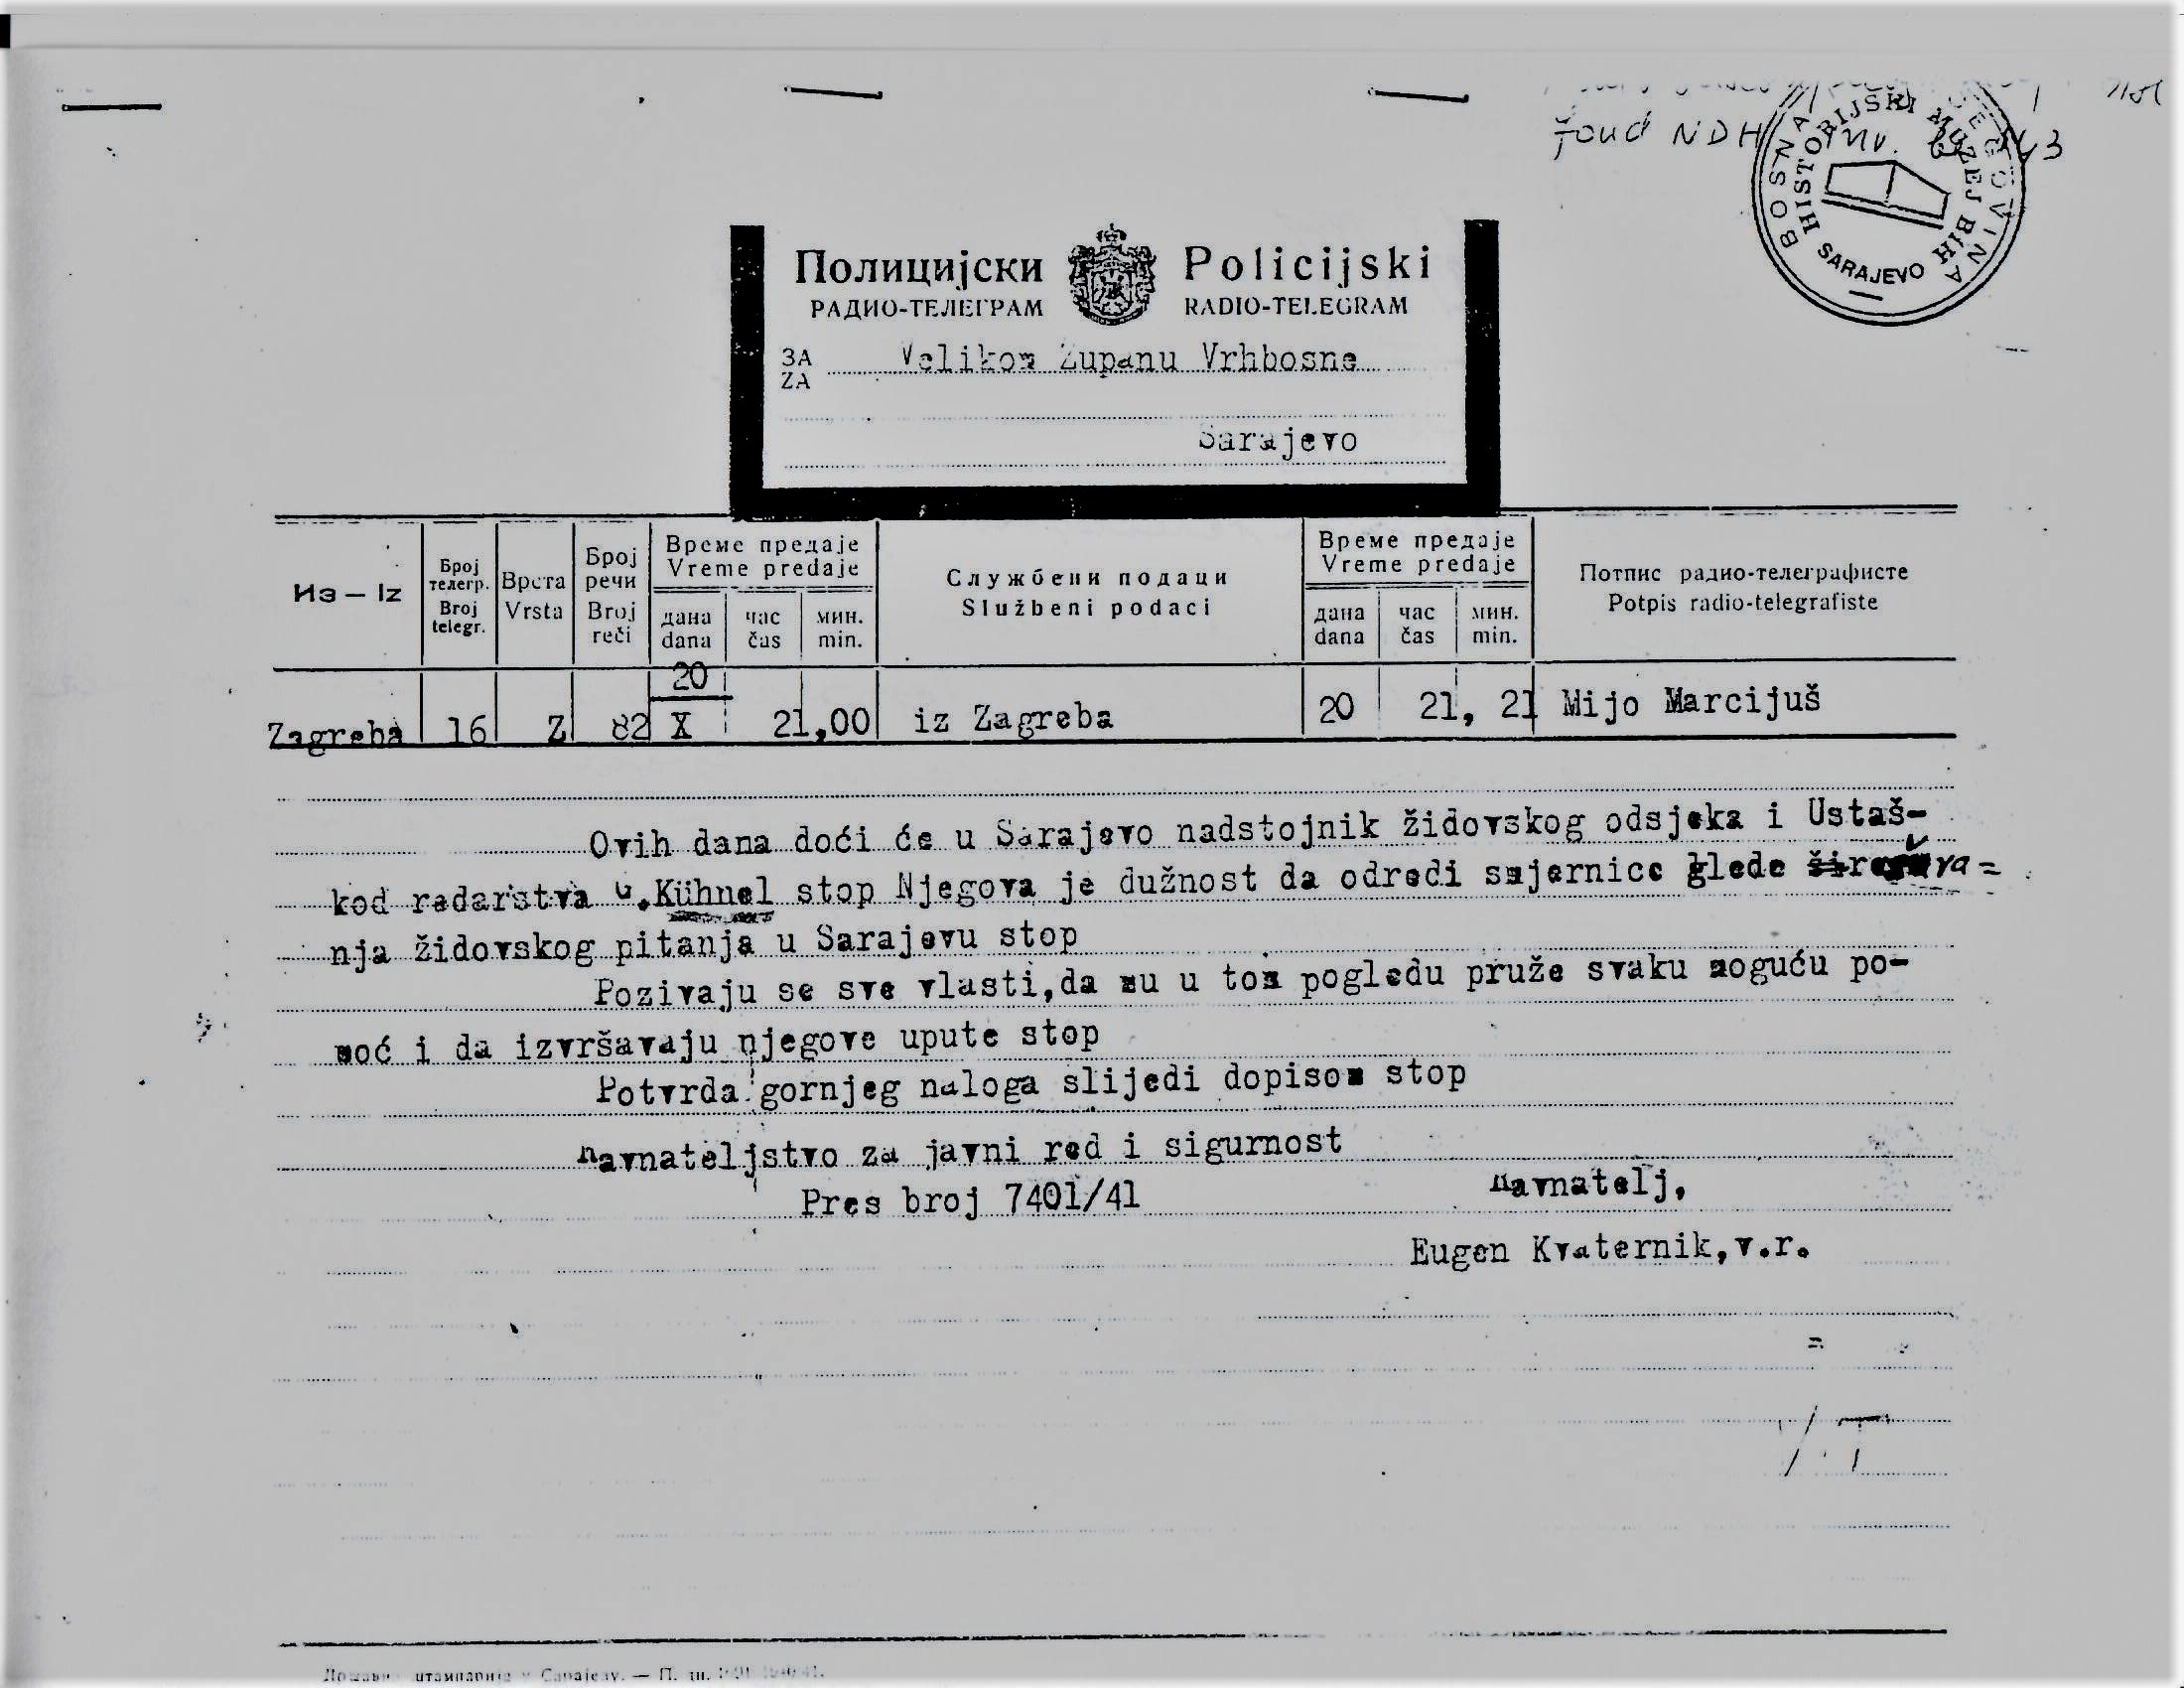 fond NDH inv. 
BOSNA HERCEGOVINA
HISTORIJSKI MUZEJ BIH
SARAJEVO
Полицијски Policijski
РАДИО-ТЕЛЕГРАМ RADIO-TELEGRAM
ЗА
ZA Velikom Županu Vrhbosne
Sarajevo
Из — Iz
Број телегр. Broj telegr.
Врста Vrsta
Број речи Broj reči
Време предаје Vreme predaje
дана dana час čas мин. min.
Службени подаци Službeni podaci
Време предаје Vreme predaje
дана dana час čas мин. min.
Потпис радио-телеграфисте Potpis radio-telegrafiste
Zagreba 16 Z 82 20/X 21,00 iz Zagreba 20 21, 21 Mijo Marcijuš
Ovih dana doći će u Sarajevo nadstojnik židovskog odsjeka i Ustaš-
kod redarstva Kühnel stop Njegova je dužnost da odredi smjernice glede
nja židovskog pitanja u Sarajevu stop
Pozivaju se sve vlasti,da mu u tom pogledu pruže svaku moguću po-
moć i da izvršavaju njegove upute stop
Potvrda gornjeg naloga slijedi dopisom stop
navnateljstvo za javni red i sigurnost
Pres broj 7401/41 navnatelj,
Eugen Kvaternik,v.r.